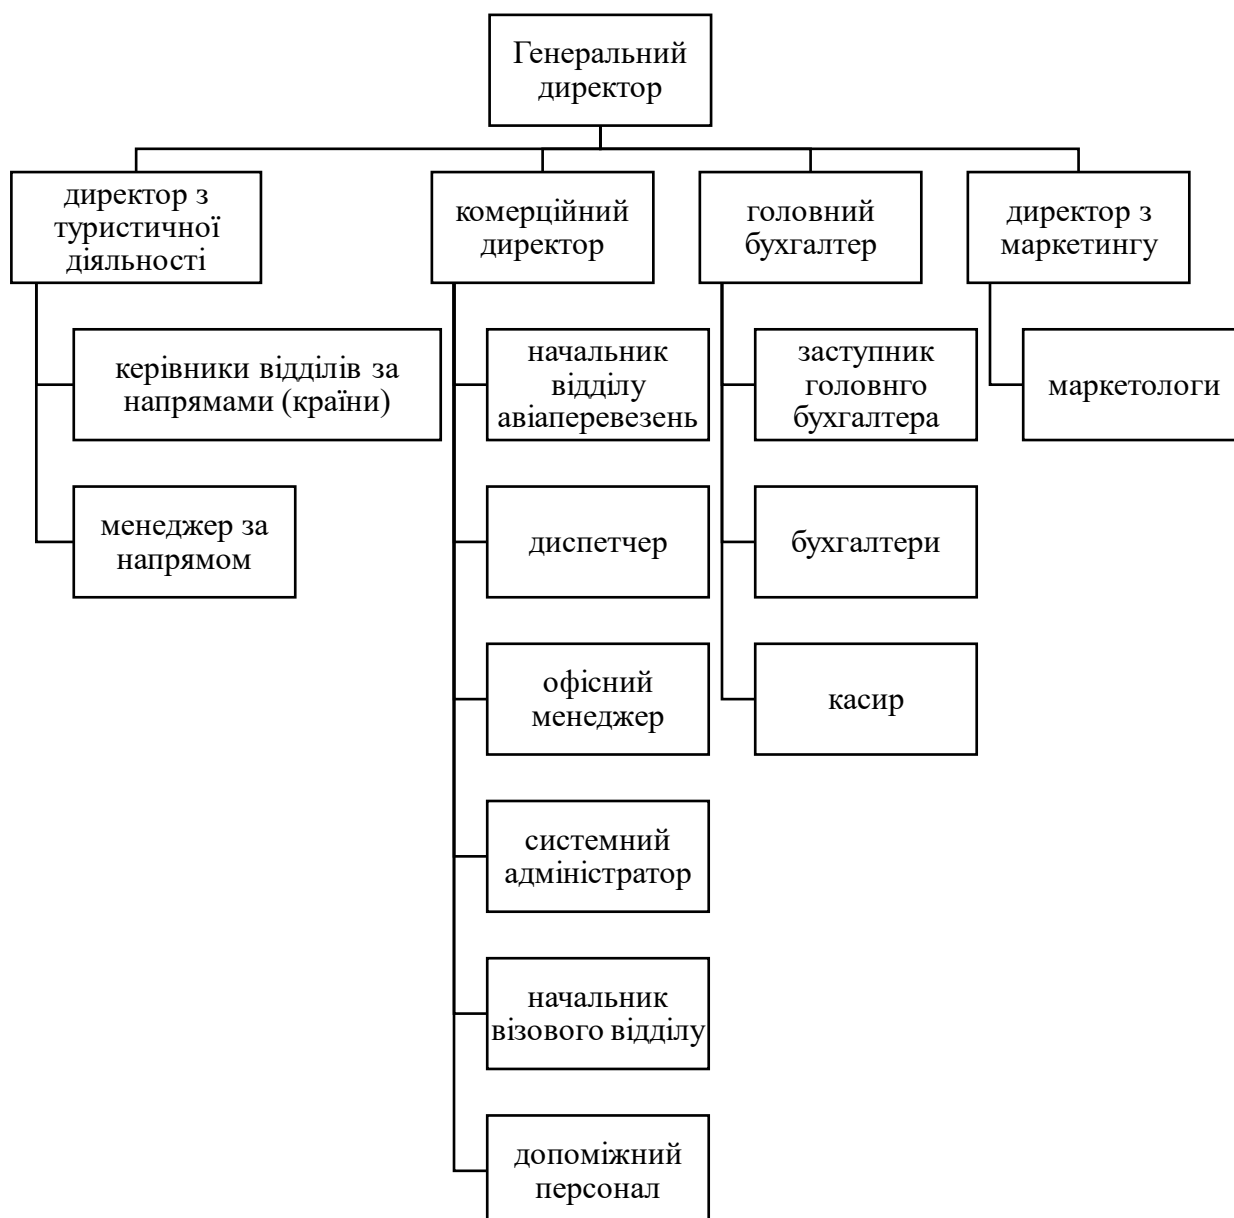 Генеральний
директор
директор з
туристичної
діяльності
керівники відділів за
напрямами (країни)
менеджер за
напрямом
комерційний
директор
начальник
відділу
авіаперевезень
диспетчер
офісний
менеджер
системний
адміністратор
начальник
візового відділу
допоміжний
персонал
головний
бухгалтер
заступник
головнго
бухгалтера
бухгалтери
касир
директор з
маркетингу
маркетологи